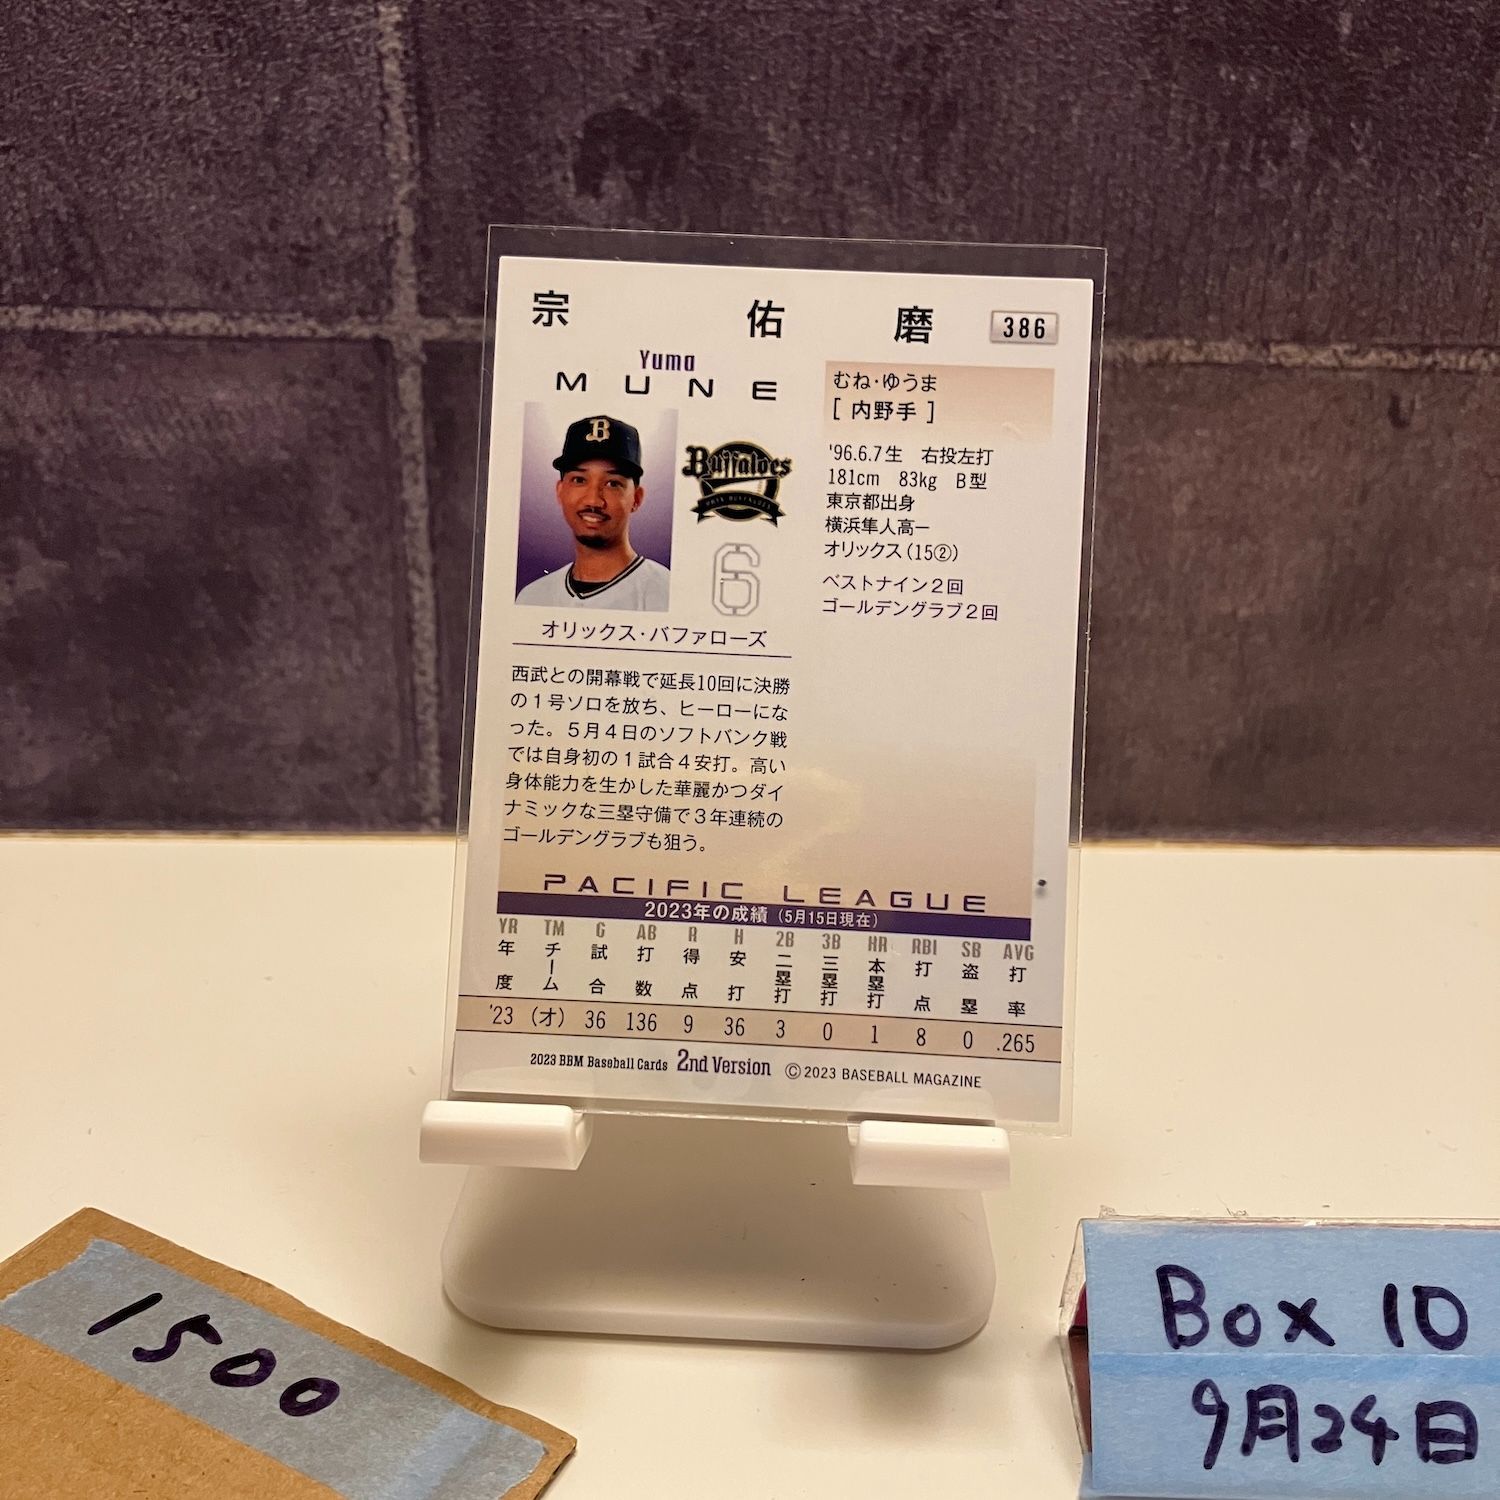 宗 佑 磨 386
Yuma
MUNE
むね・ゆうま
[ 内野手 ]
'96.6.7生 右投左打
181cm 83kg B型
東京都出身
横浜隼人高―
オリックス（15②）
ベストナイン2回
ゴールデングラブ2回
B
Buffaloes
ORIX BUFFALOES
6
オリックス・バファローズ
西武との開幕戦で延長10回に決勝
の1号ソロを放ち、ヒーローにな
った。5月4日のソフトバンク戦
では自身初の1試合4安打。高い
身体能力を生かした華麗かつダイ
ナミックな三塁守備で3年連続の
ゴールデングラブも狙う。
PACIFIC LEAGUE
2023年の成績（5月15日現在）
YR TM G AB R H 2B 3B HR RBI SB AVG
年度 チーム 試合 打数 得点 安打 二塁打 三塁打 本塁打 打点 盗塁 打率
'23 (オ) 36 136 9 36 3 0 1 8 0 .265
2023 BBM Baseball Cards 2nd Version ©2023 BASEBALL MAGAZINE
1500
Box 10
9月24日